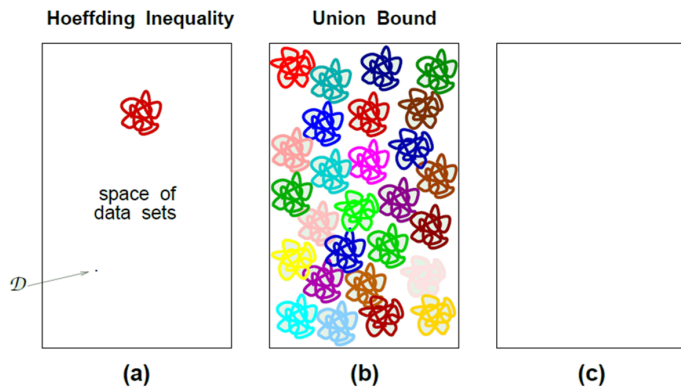 Hoeffding Inequality
Union Bound
space of
data sets
𝒟
(a)
(b)
(c)